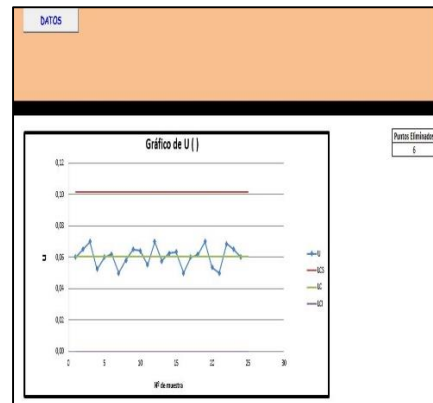 DATOS
Gráfico de U ( )
Puntos Eliminados
6
0,12
0,10
0,08
0,06
0,04
0,02
0,00
U
0
5
10
15
20
25
30
Nº de muestra
U
LCS
LC
LCI